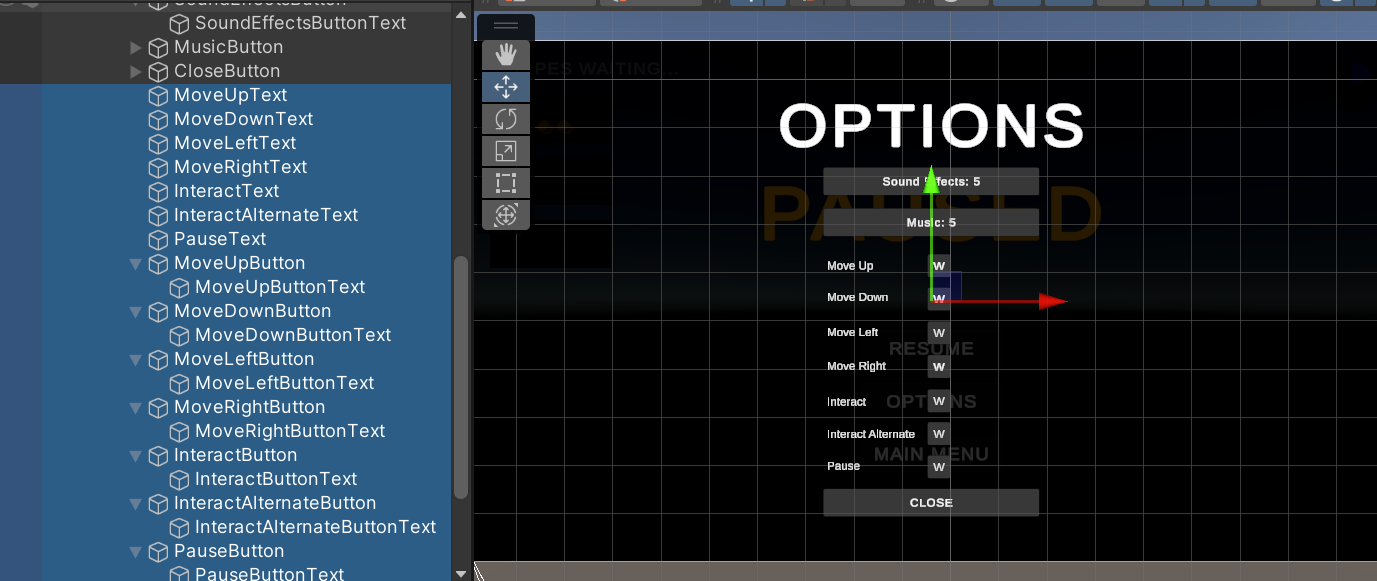 SoundEffectsButton
SoundEffectsButtonText
MusicButton
CloseButton
MoveUpText
MoveDownText
MoveLeftText
MoveRightText
InteractText
InteractAlternateText
PauseText
MoveUpButton
MoveUpButtonText
MoveDownButton
MoveDownButtonText
MoveLeftButton
MoveLeftButtonText
MoveRightButton
MoveRightButtonText
InteractButton
InteractButtonText
InteractAlternateButton
InteractAlternateButtonText
PauseButton
PauseButtonText
PES WAITING...
OPTIONS
Sound Effects: 5
PAUSED
Music: 5
Move Up W
Move Down W
Move Left W
RESUME
Move Right W
Interact W
OPTIONS
Interact Alternate W
MAIN MENU
Pause W
CLOSE